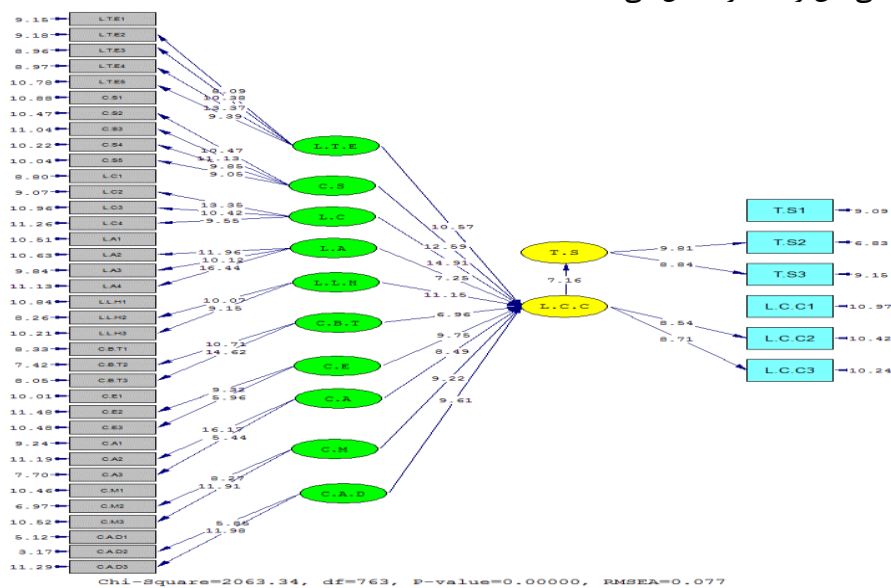 9.15 L.T.E1
9.18 L.T.E2
8.96 L.T.E3
8.97 L.T.E4
10.78 L.T.E5
10.88 C.S1
10.47 C.S2
11.04 C.S3
10.22 C.S4
10.04 C.S5
8.80 L.C1
9.07 L.C2
10.96 L.C3
11.26 L.C4
10.51 L.A1
10.63 L.A2
9.84 L.A3
11.13 L.A4
10.84 L.L.H1
8.26 L.L.H2
10.21 L.L.H3
8.33 C.B.T1
7.42 C.B.T2
8.05 C.B.T3
10.01 C.E1
11.48 C.E2
10.48 C.E3
9.24 C.A1
11.19 C.A2
7.70 C.A3
10.46 C.M1
6.97 C.M2
10.52 C.M3
5.12 C.A.D1
3.17 C.A.D2
11.29 C.A.D3
10.38
13.37
9.39
10.47
11.13
9.85
9.05
13.35
10.42
9.55
11.96
10.12
16.44
10.07
9.15
10.71
14.62
9.32
5.96
16.17
5.44
8.27
11.91
5.85
11.98
L.T.E
C.S
L.C
L.A
L.L.H
C.B.T
C.E
C.A
C.M
C.A.D
10.57
12.59
14.91
7.25
11.15
6.96
9.75
8.49
9.22
9.61
T.S
7.16
L.C.C
9.81
8.84
8.54
8.71
T.S1 9.09
T.S2 6.83
T.S3 9.15
L.C.C1 10.97
L.C.C2 10.42
L.C.C3 10.24
Chi-Square=2063.34, df=763, P-value=0.00000, RMSEA=0.077